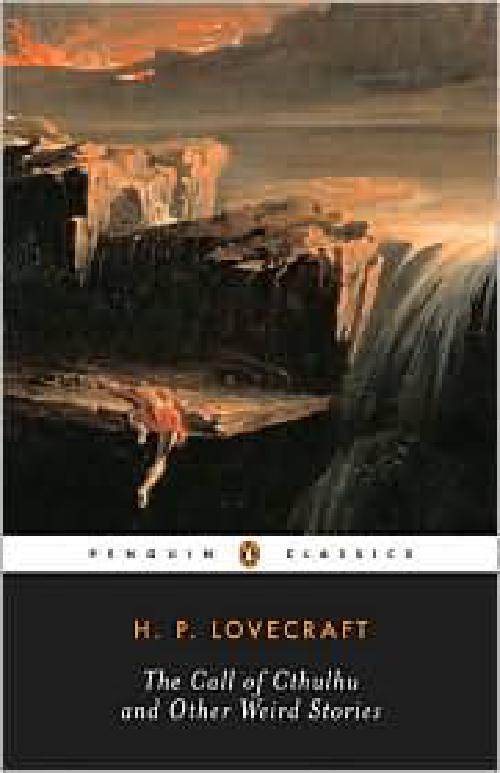 PENGUIN CLASSICS
H. P. LOVECRAFT
The Call of Cthulhu
and Other Weird Stories